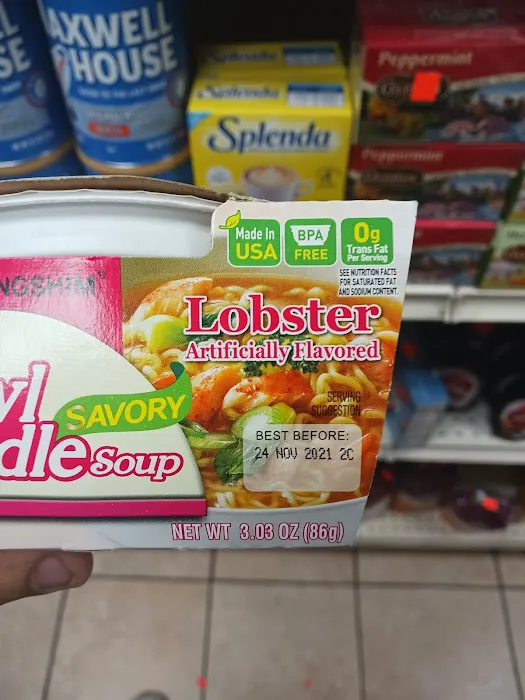 AXWELL
HOUSE
SE
Splenda
Splenda
Splenda
Peppermint
Peppermint
Made In
USA
BPA
FREE
0g
Trans Fat
Per Serving
SEE NUTRITION FACTS
FOR SATURATED FAT
AND SODIUM CONTENT.
NGSHIM
Lobster
Artificially Flavored
wl
SAVORY
dle Soup
SERVING
SUGGESTION
BEST BEFORE:
24 NOV 2021 2C
NET WT 3.03 OZ (86g)